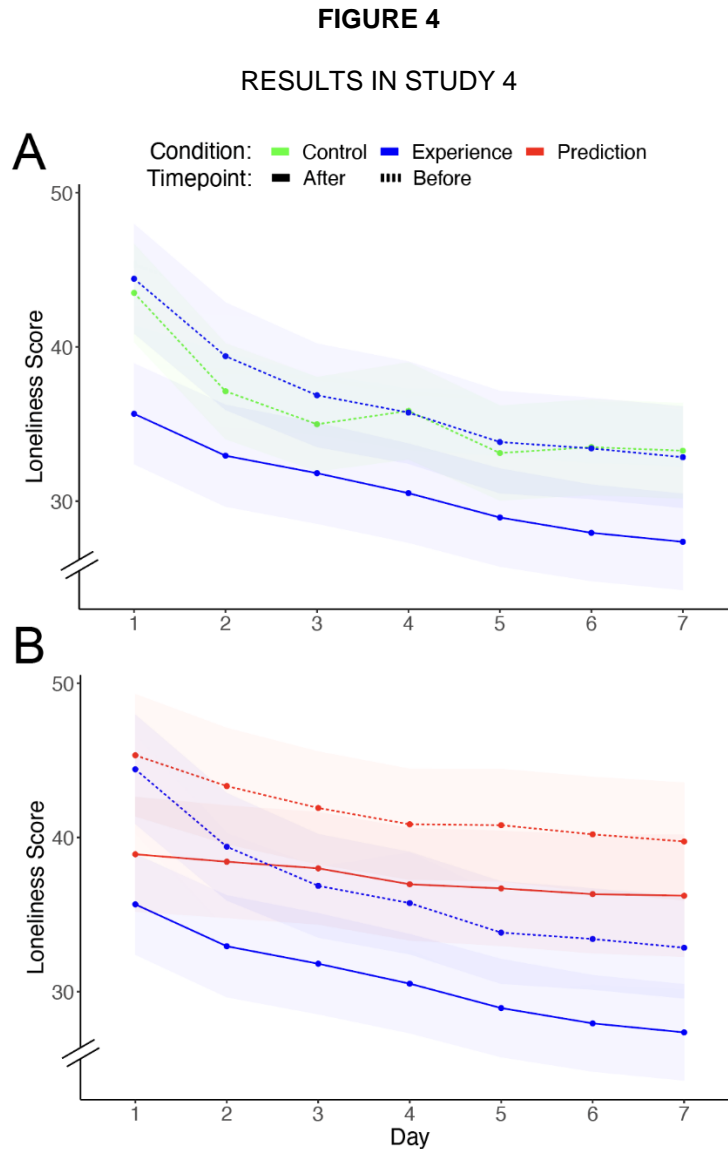 FIGURE 4
RESULTS IN STUDY 4
A
Condition: Control Experience Prediction
Timepoint: After Before
50
40
30
Loneliness Score
1 2 3 4 5 6 7
B
50
40
30
Loneliness Score
1 2 3 4 5 6 7
Day